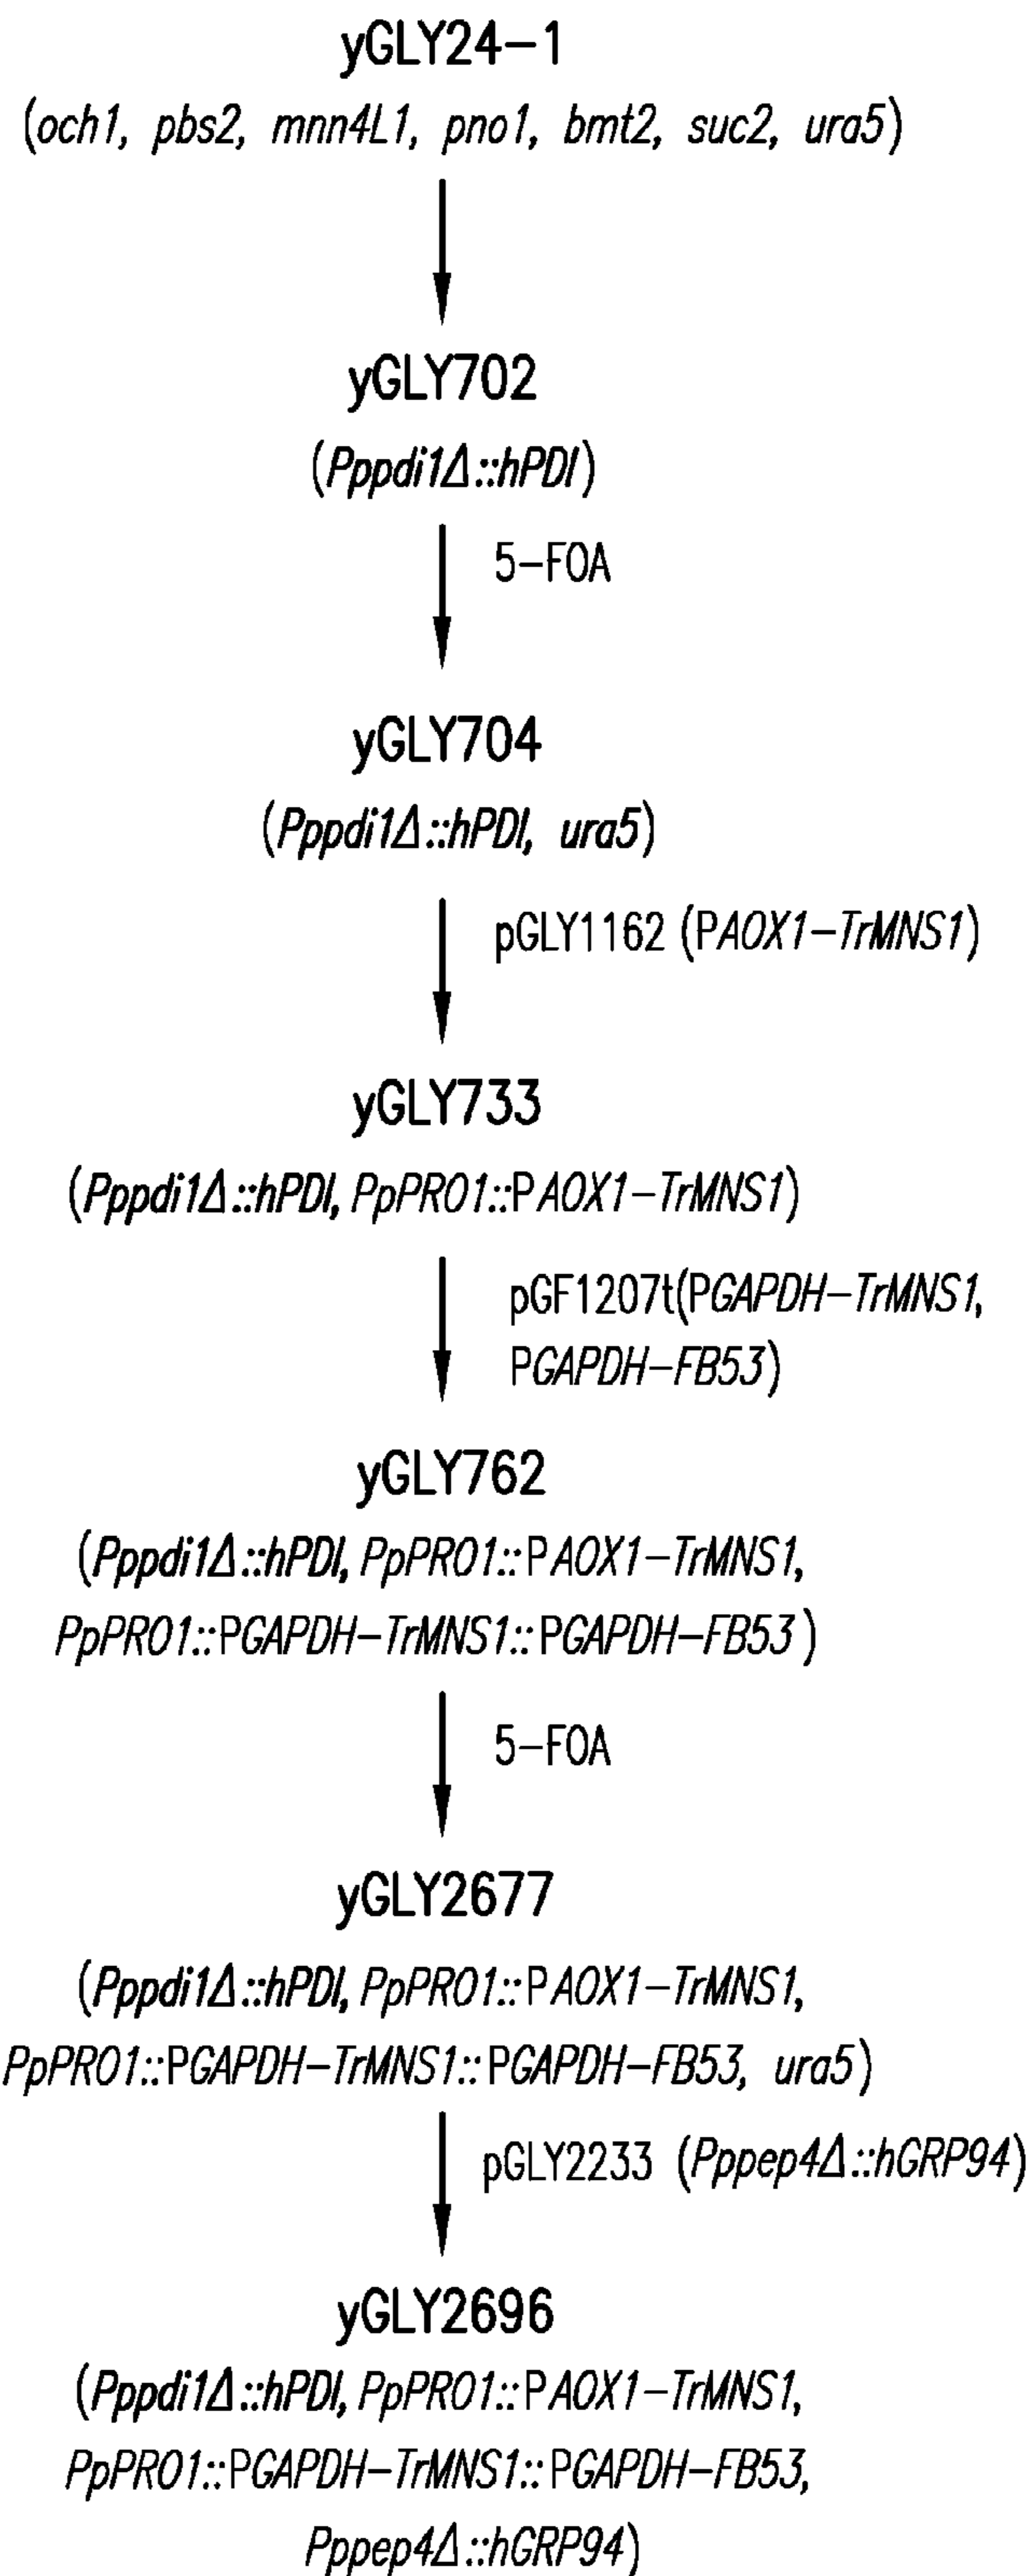 yGLY24-1
(och1, pbs2, mnn4L1, pno1, bmt2, suc2, ura5)
yGLY702
(Pppdi1Δ::hPDI)
5-FOA
yGLY704
(Pppdi1Δ::hPDI, ura5)
pGLY1162 (PAOX1-TrMNS1)
yGLY733
(Pppdi1Δ::hPDI, PpPRO1::PAOX1-TrMNS1)
pGF1207t(PGAPDH-TrMNS1,
PGAPDH-FB53)
yGLY762
(Pppdi1Δ::hPDI, PpPRO1::PAOX1-TrMNS1,
PpPRO1::PGAPDH-TrMNS1::PGAPDH-FB53)
5-FOA
yGLY2677
(Pppdi1Δ::hPDI, PpPRO1::PAOX1-TrMNS1,
PpPRO1::PGAPDH-TrMNS1::PGAPDH-FB53, ura5)
pGLY2233 (Pppep4Δ::hGRP94)
yGLY2696
(Pppdi1Δ::hPDI, PpPRO1::PAOX1-TrMNS1,
PpPRO1::PGAPDH-TrMNS1::PGAPDH-FB53,
Pppep4Δ::hGRP94)